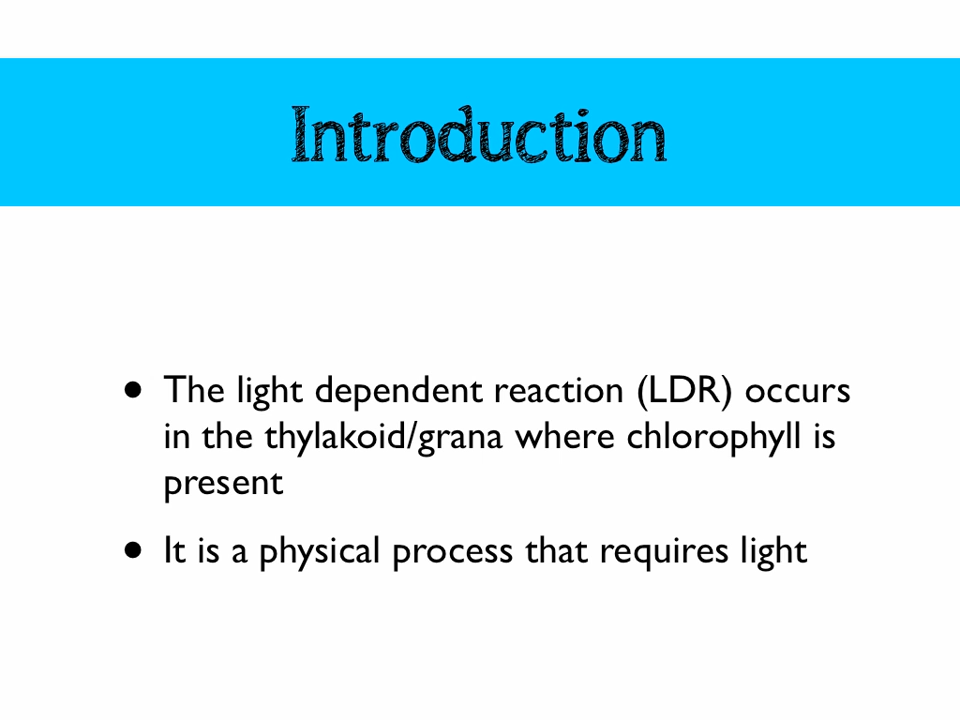 Introduction
• The light dependent reaction (LDR) occurs
in the thylakoid/grana where chlorophyll is
present
• It is a physical process that requires light